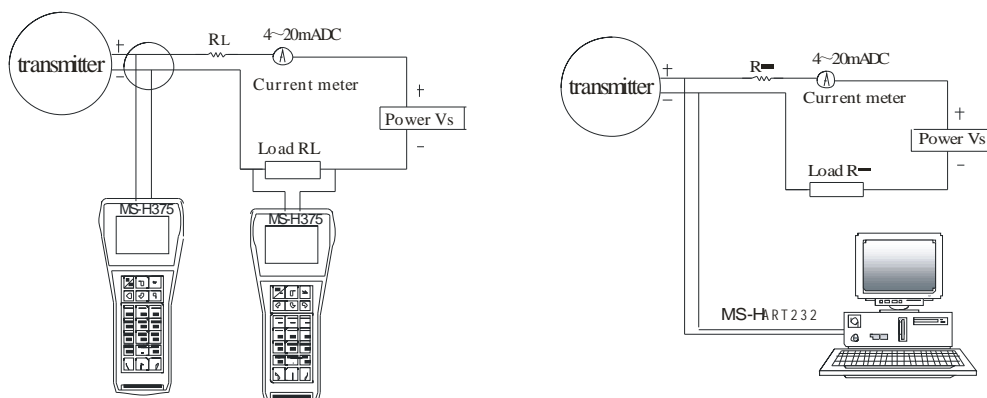 transmitter
+
−
RL
4~20mADC
Current meter
+
Power Vs
−
Load RL
MS-H375
MS-H375
transmitter
+
−
R
4~20mADC
Current meter
+
Power Vs
−
Load R
MS-HART232